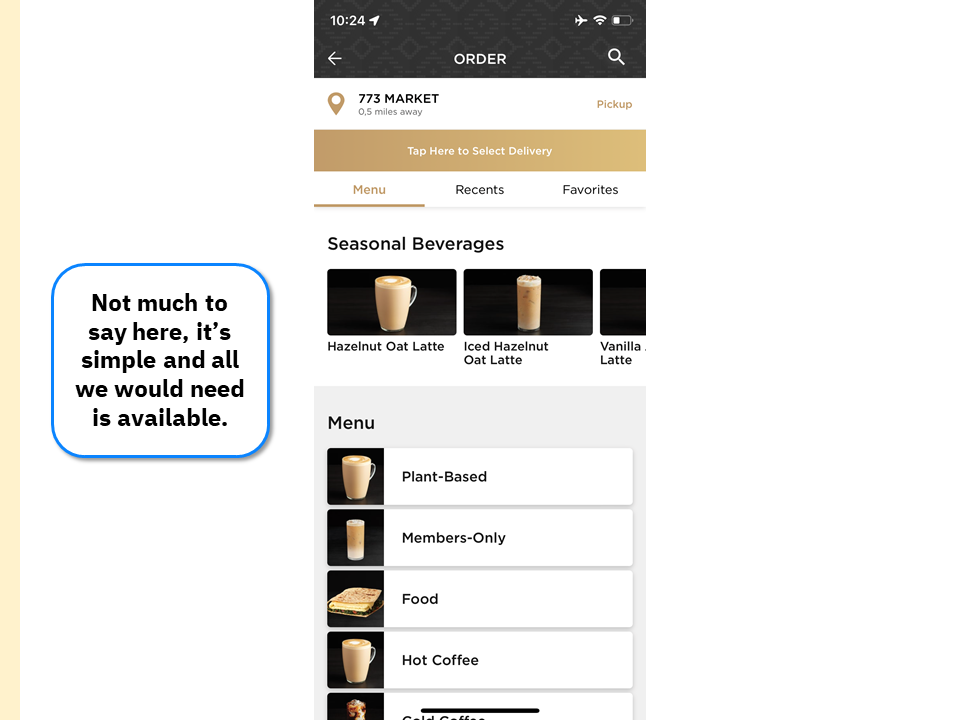 10:24
ORDER
773 MARKET
0,5 miles away
Pickup
Tap Here to Select Delivery
Menu
Recents
Favorites
Seasonal Beverages
Hazelnut Oat Latte
Iced Hazelnut
Oat Latte
Vanilla
Latte
Not much to
say here, it’s
simple and all
we would need
is available.
Menu
Plant-Based
Members-Only
Food
Hot Coffee
Cold Coffee